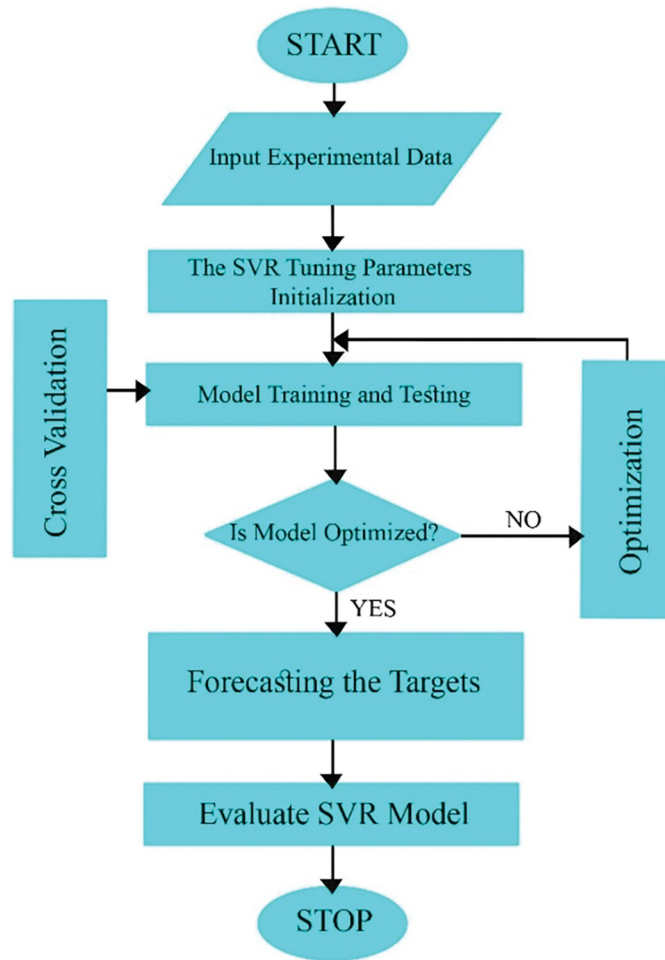 START
Input Experimental Data
The SVR Tuning Parameters
Initialization
Cross Validation
Model Training and Testing
Optimization
Is Model Optimized?
NO
YES
Forecasting the Targets
Evaluate SVR Model
STOP